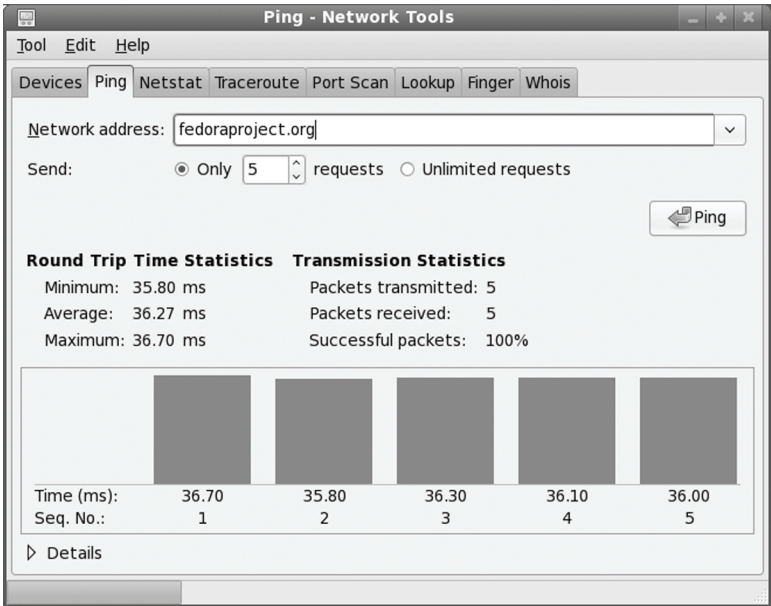 Ping - Network Tools
Tool Edit Help
Devices Ping Netstat Traceroute Port Scan Lookup Finger Whois
Network address: fedoraproject.org
Send: Only 5 requests Unlimited requests
Ping
Round Trip Time Statistics Transmission Statistics
Minimum: 35.80 ms Packets transmitted: 5
Average: 36.27 ms Packets received: 5
Maximum: 36.70 ms Successful packets: 100%
Time (ms): 36.70 35.80 36.30 36.10 36.00
Seq. No.: 1 2 3 4 5
Details